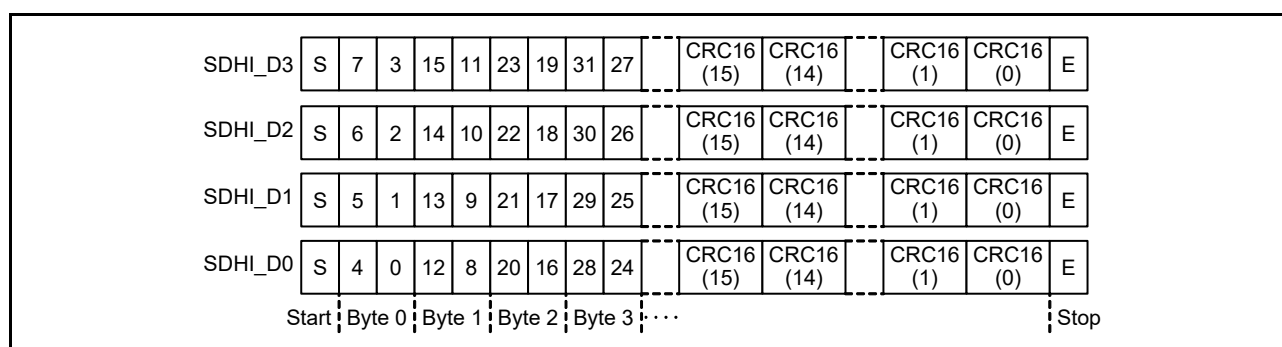 SDHI_D3 S 7 3 15 11 23 19 31 27 CRC16 (15) CRC16 (14) CRC16 (1) CRC16 (0) E
SDHI_D2 S 6 2 14 10 22 18 30 26 CRC16 (15) CRC16 (14) CRC16 (1) CRC16 (0) E
SDHI_D1 S 5 1 13 9 21 17 29 25 CRC16 (15) CRC16 (14) CRC16 (1) CRC16 (0) E
SDHI_D0 S 4 0 12 8 20 16 28 24 CRC16 (15) CRC16 (14) CRC16 (1) CRC16 (0) E
Start Byte 0 Byte 1 Byte 2 Byte 3 ···· Stop